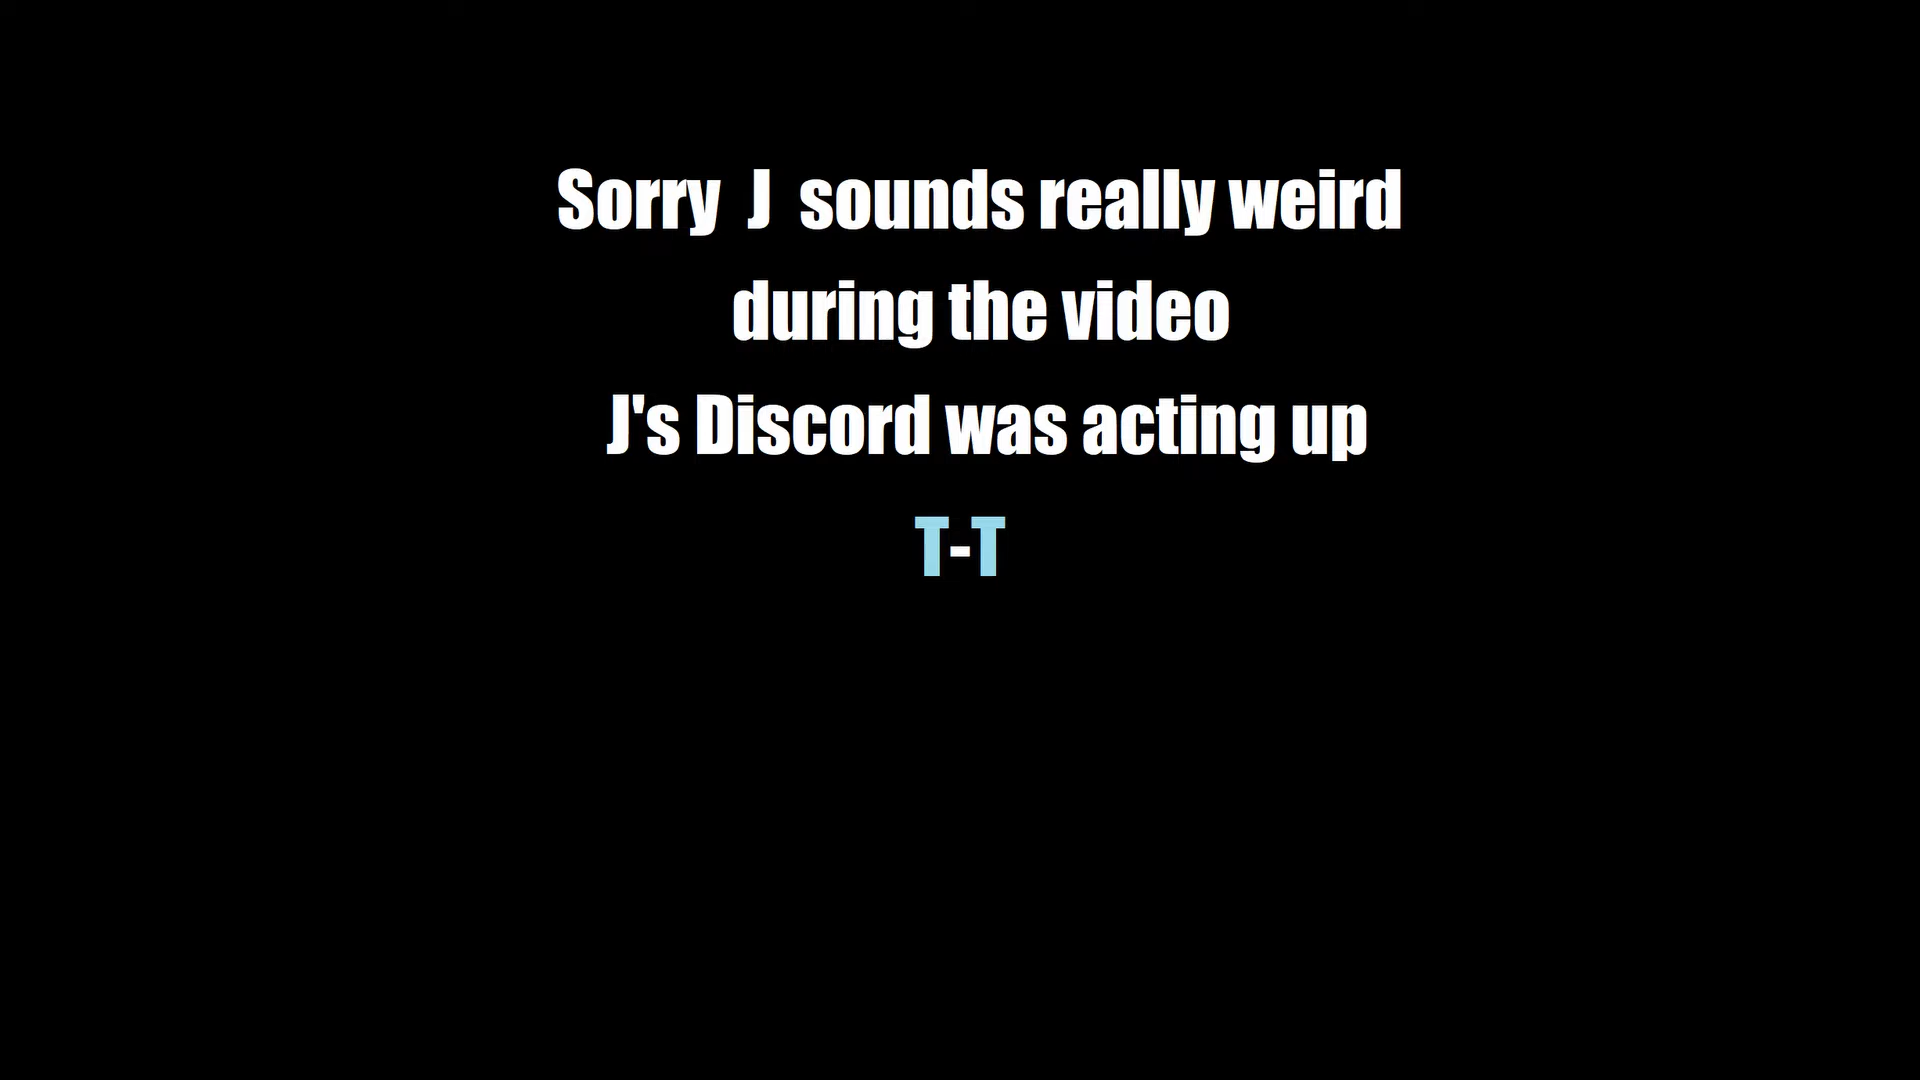 Sorry J sounds really weird
during the video
J's Discord was acting up
T-T